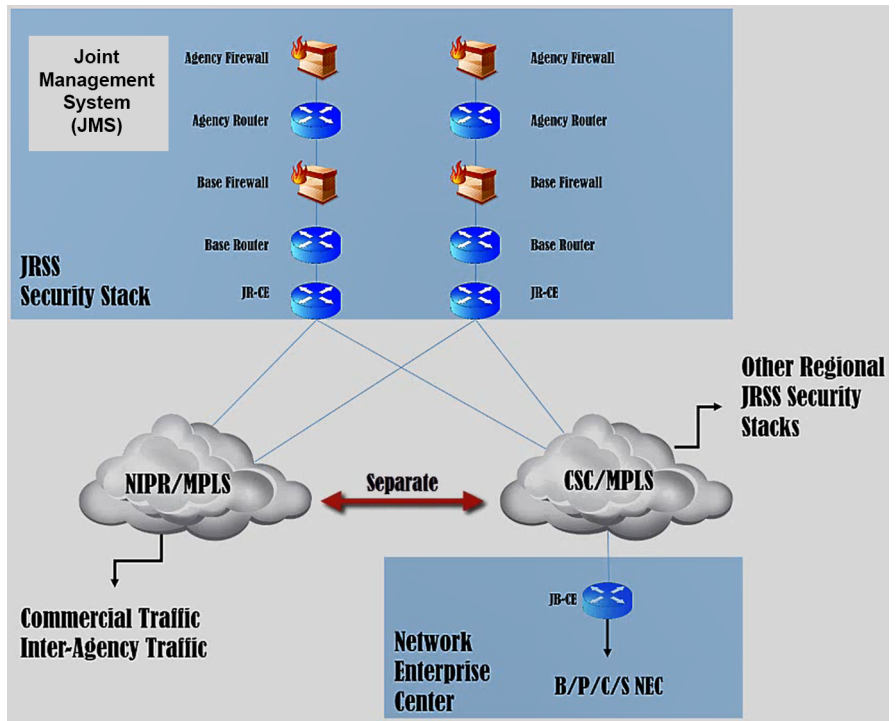 Joint
Management
System
(JMS)
Agency Firewall
Agency Firewall
Agency Router
Agency Router
Base Firewall
Base Firewall
Base Router
Base Router
JRSS
Security Stack
JR-CE
JR-CE
Other Regional
JRSS Security
Stacks
NIPR/MPLS
Separate
CSC/MPLS
Commercial Traffic
Inter-Agency Traffic
JB-CE
Network
Enterprise
Center
B/P/C/S NEC